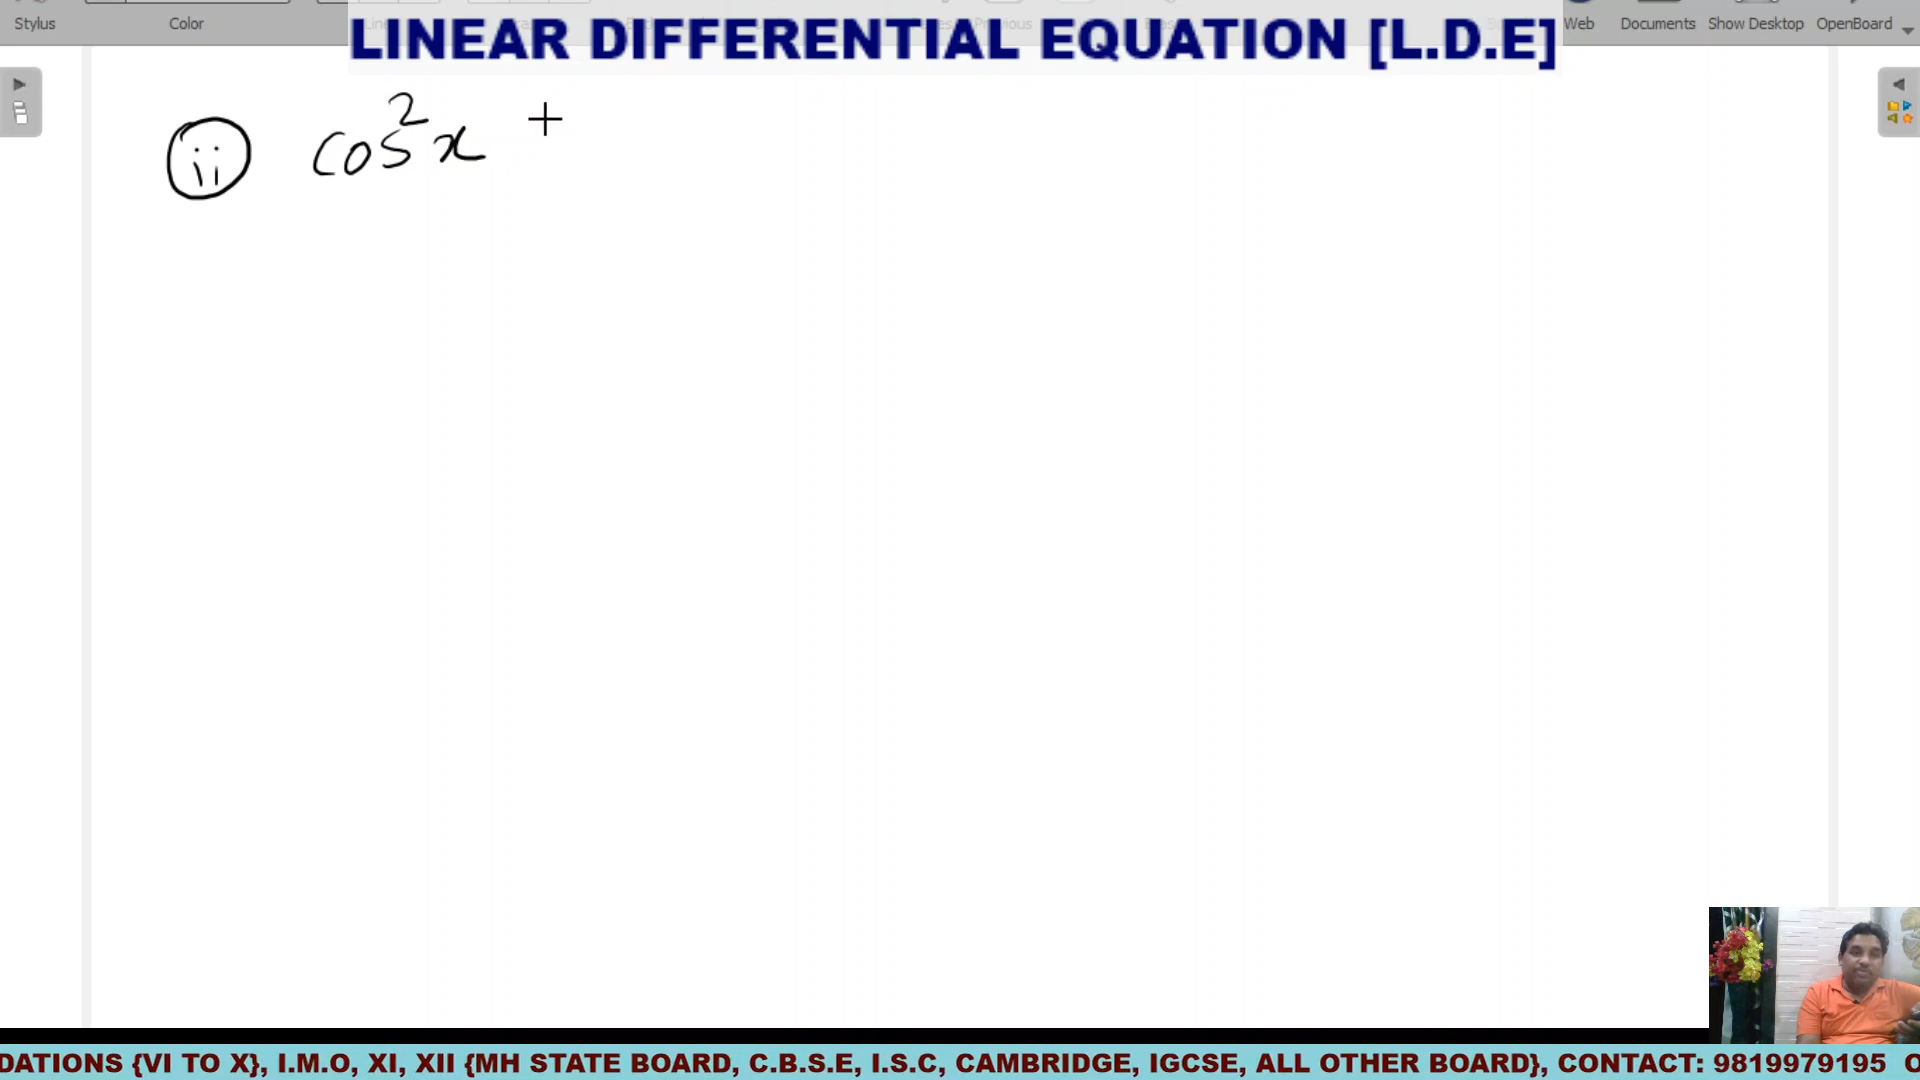 Stylus Color LINEAR DIFFERENTIAL EQUATION [L.D.E] Web Documents Show Desktop OpenBoard
ii cos²x
DATIONS {VI TO X}, I.M.O, XI, XII {MH STATE BOARD, C.B.S.E, I.S.C, CAMBRIDGE, IGCSE, ALL OTHER BOARD}, CONTACT: 9819979195 O